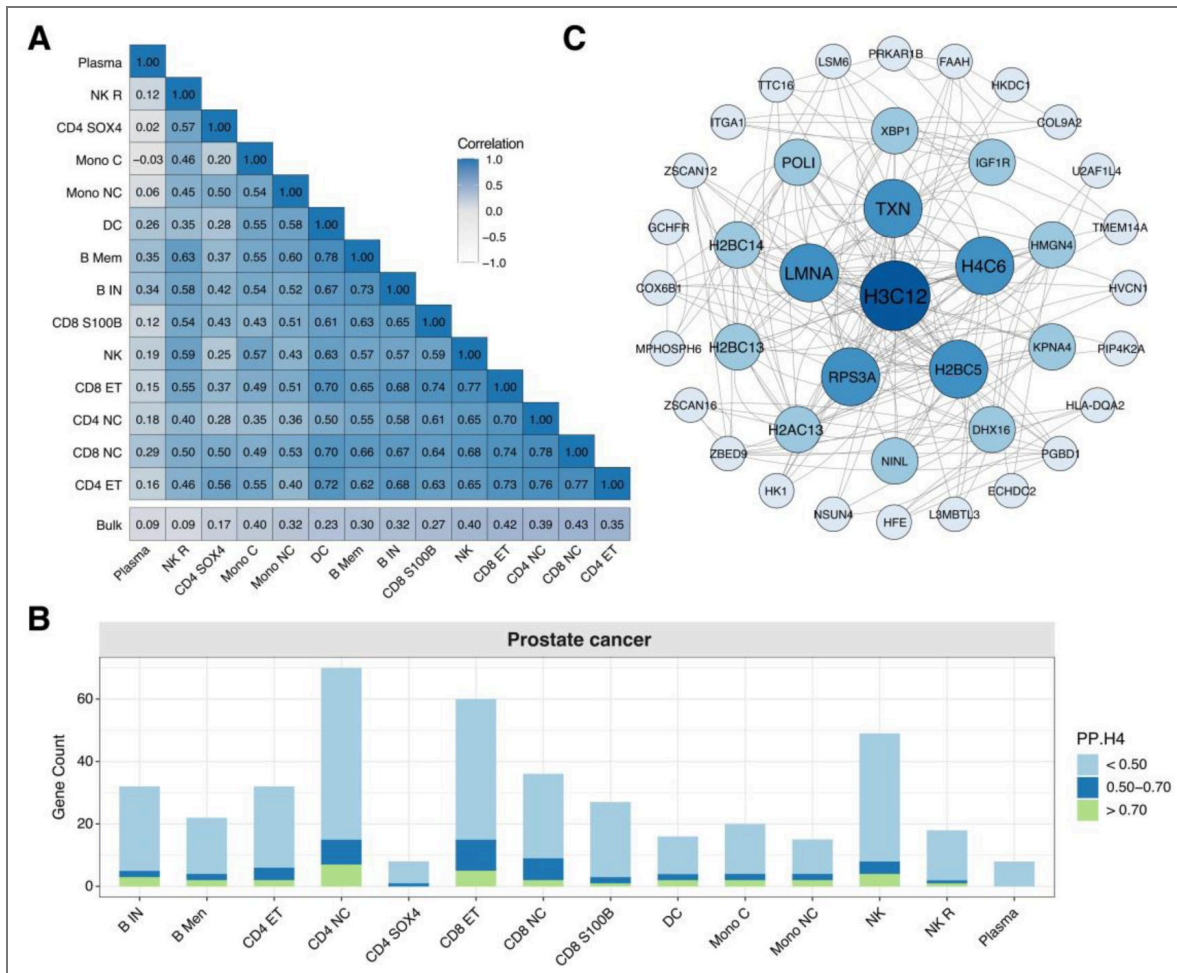 A
Plasma 1.00
NK R 0.12 1.00
CD4 SOX4 0.02 0.57 1.00
Mono C −0.03 0.46 0.20 1.00
Mono NC 0.06 0.45 0.50 0.54 1.00
DC 0.26 0.35 0.28 0.55 0.58 1.00
B Mem 0.35 0.63 0.37 0.55 0.60 0.78 1.00
B IN 0.34 0.58 0.42 0.54 0.52 0.67 0.73 1.00
CD8 S100B 0.12 0.54 0.43 0.43 0.51 0.61 0.63 0.65 1.00
NK 0.19 0.59 0.25 0.57 0.43 0.63 0.57 0.57 0.59 1.00
CD8 ET 0.15 0.55 0.37 0.49 0.51 0.70 0.65 0.68 0.74 0.77 1.00
CD4 NC 0.18 0.40 0.28 0.35 0.36 0.50 0.55 0.58 0.61 0.65 0.70 1.00
CD8 NC 0.29 0.50 0.50 0.49 0.53 0.70 0.66 0.67 0.64 0.68 0.74 0.78 1.00
CD4 ET 0.16 0.46 0.56 0.55 0.40 0.72 0.62 0.68 0.63 0.65 0.73 0.76 0.77 1.00
Bulk 0.09 0.09 0.17 0.40 0.32 0.23 0.30 0.32 0.27 0.40 0.42 0.39 0.43 0.35
Plasma NK R CD4 SOX4 Mono C Mono NC DC B Mem B IN CD8 S100B NK CD8 ET CD4 NC CD8 NC CD4 ET
Correlation
1.0
0.5
0.0
−0.5
−1.0
C
PRKAR1B
LSM6
FAAH
TTC16
HKDC1
ITGA1
XBP1
COL9A2
ZSCAN12
POLI
IGF1R
U2AF1L4
TXN
GCHFR
H2BC14
HMGN4
TMEM14A
LMNA
H4C6
COX6B1
H3C12
HVCN1
MPHOSPH6
H2BC13
KPNA4
PIP4K2A
RPS3A
H2BC5
ZSCAN16
HLA-DQA2
H2AC13
DHX16
ZBED9
NINL
PGBD1
HK1
ECHDC2
NSUN4
HFE
L3MBTL3
B
Prostate cancer
Gene Count
60
40
20
0
B IN B Men CD4 ET CD4 NC CD4 SOX4 CD8 ET CD8 NC CD8 S100B DC Mono C Mono NC NK NK R Plasma
PP.H4
< 0.50
0.50−0.70
> 0.70